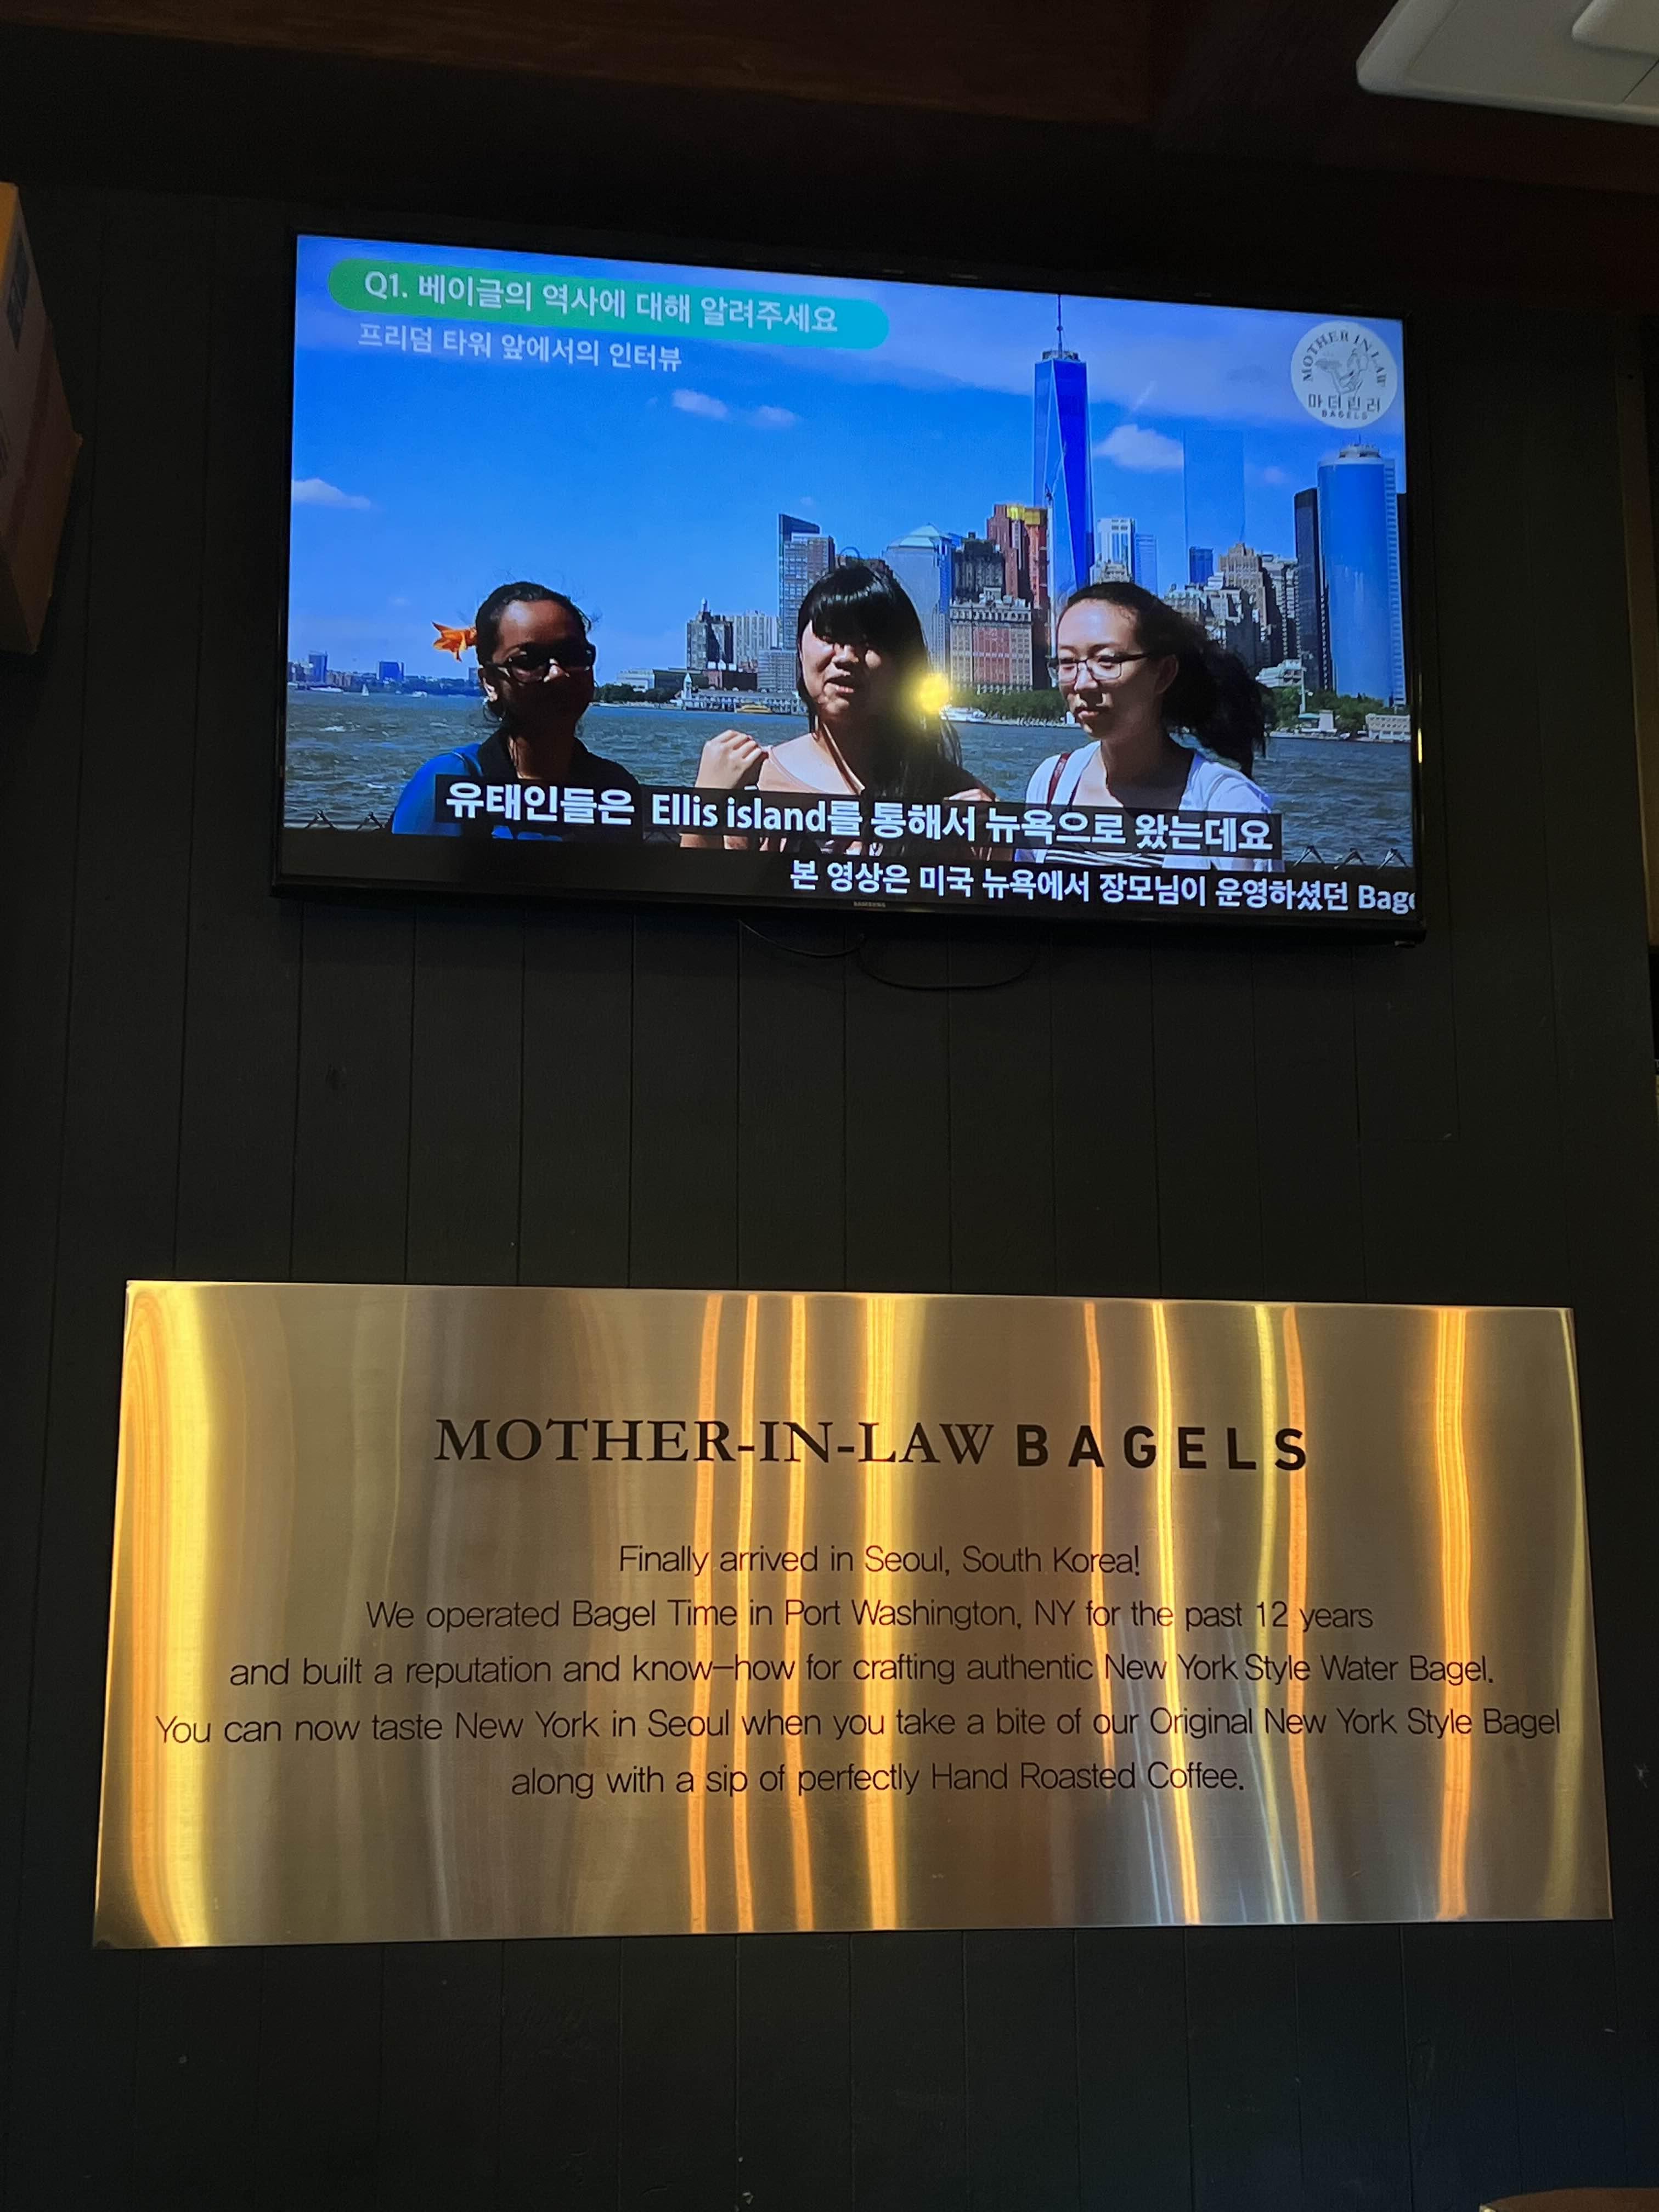 Q1. 베이글의 역사에 대해 알려주세요
프리덤 타워 앞에서의 인터뷰
MOTHER IN LAW
마더린러
BAGELS
유태인들은 Ellis island를 통해서 뉴욕으로 왔는데요
본 영상은 미국 뉴욕에서 장모님이 운영하셨던 Bage
SAMSUNG
MOTHER-IN-LAW BAGELS
Finally arrived in Seoul, South Korea!
We operated Bagel Time in Port Washington, NY for the past 12 years
and built a reputation and know-how for crafting authentic New York Style Water Bagel.
You can now taste New York in Seoul when you take a bite of our Original New York Style Bagel
along with a sip of perfectly Hand Roasted Coffee.